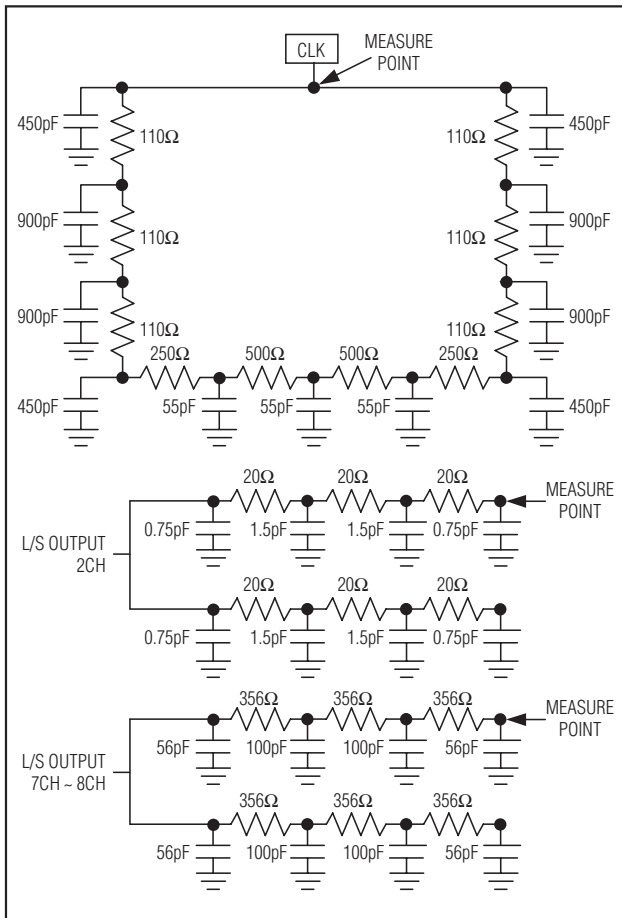 CLK
MEASURE
POINT
450pF
110Ω
110Ω
450pF
900pF
110Ω
110Ω
900pF
900pF
110Ω
110Ω
900pF
250Ω
500Ω
500Ω
250Ω
450pF
55pF
55pF
55pF
450pF
20Ω
20Ω
20Ω
MEASURE
POINT
0.75pF
1.5pF
1.5pF
0.75pF
L/S OUTPUT
2CH
20Ω
20Ω
20Ω
0.75pF
1.5pF
1.5pF
0.75pF
356Ω
356Ω
356Ω
MEASURE
POINT
56pF
100pF
100pF
56pF
L/S OUTPUT
7CH ~ 8CH
356Ω
356Ω
356Ω
56pF
100pF
100pF
56pF